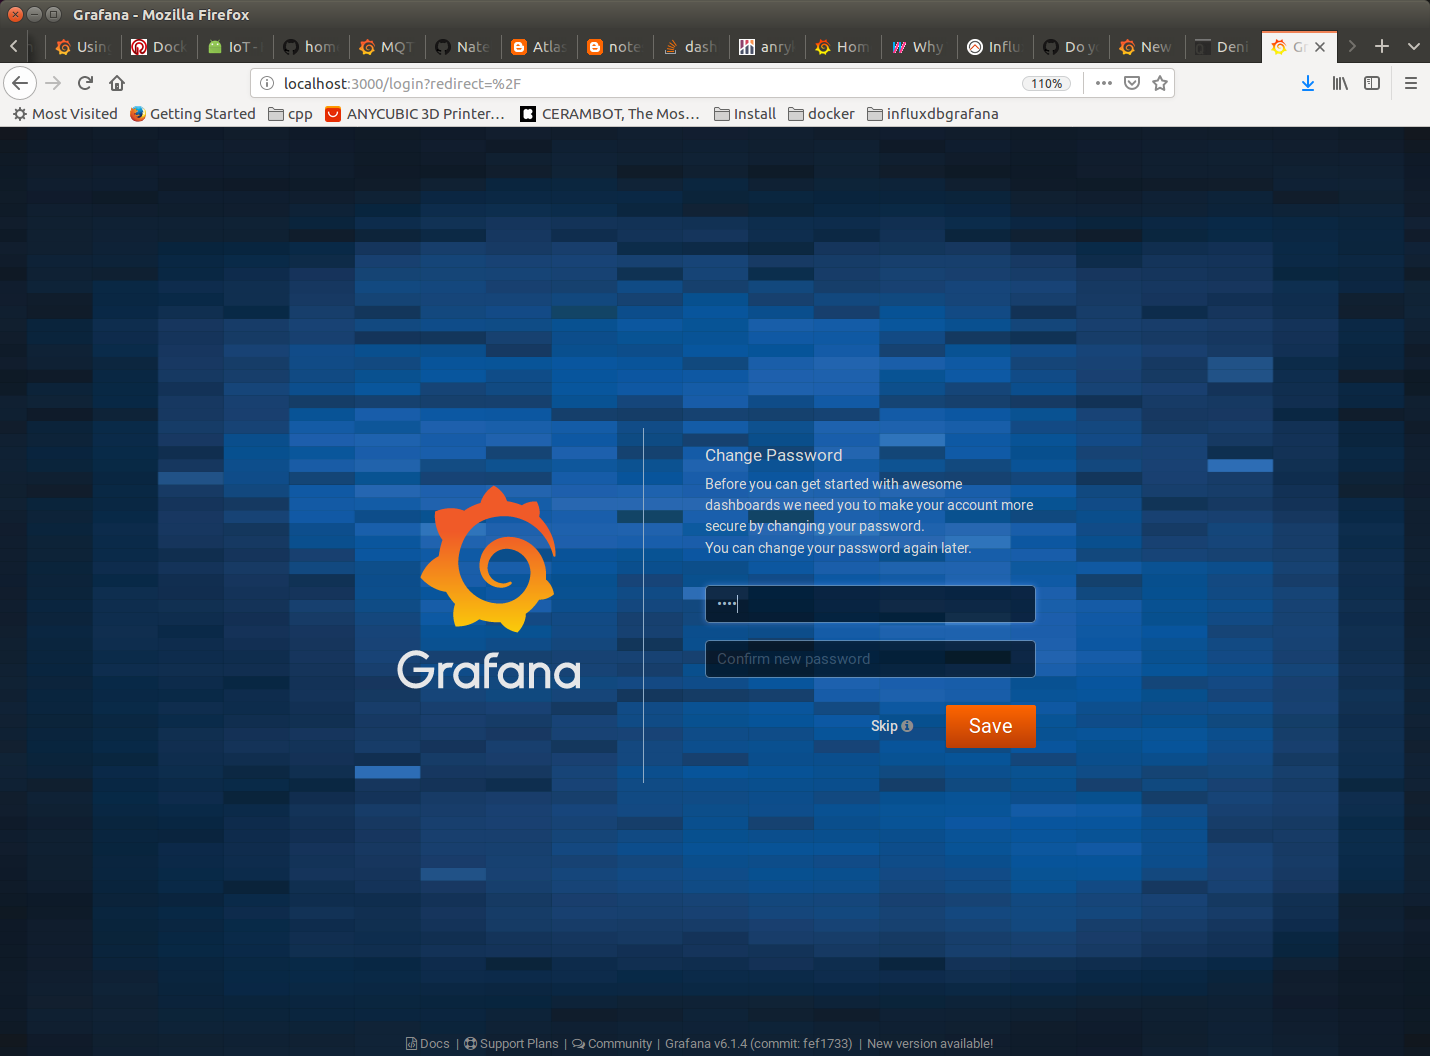 Grafana - Mozilla Firefox
Using
Dock
IoT -
home
MQT
Nate
Atlas
note
dash
anry
Hom
Why
Influ
Do yo
New
Deni
Gr
localhost:3000/login?redirect=%2F
110%
Most Visited
Getting Started
cpp
ANYCUBIC 3D Printer…
CERAMBOT, The Mos…
Install
docker
influxdbgrafana
Change Password
Before you can get started with awesome
dashboards we need you to make your account more
secure by changing your password.
You can change your password again later.
••••
Confirm new password
Skip
Save
Grafana
Docs | Support Plans | Community | Grafana v6.1.4 (commit: fef1733) | New version available!